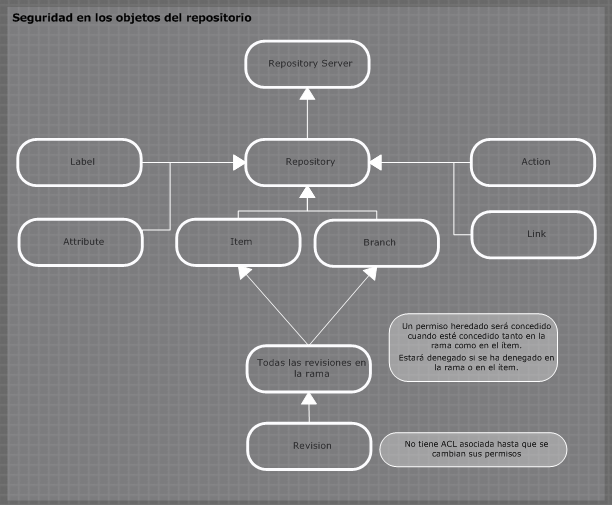 Seguridad en los objetos del repositorio
Repository Server
Label
Repository
Action
Attribute
Item
Branch
Link
Un permiso heredado será concedido
cuando esté concedido tanto en la
rama como en el ítem.
Estará denegado si se ha denegado en
la rama o en el ítem.
Todas las revisiones en
la rama
Revision
No tiene ACL asociada hasta que se
cambian sus permisos